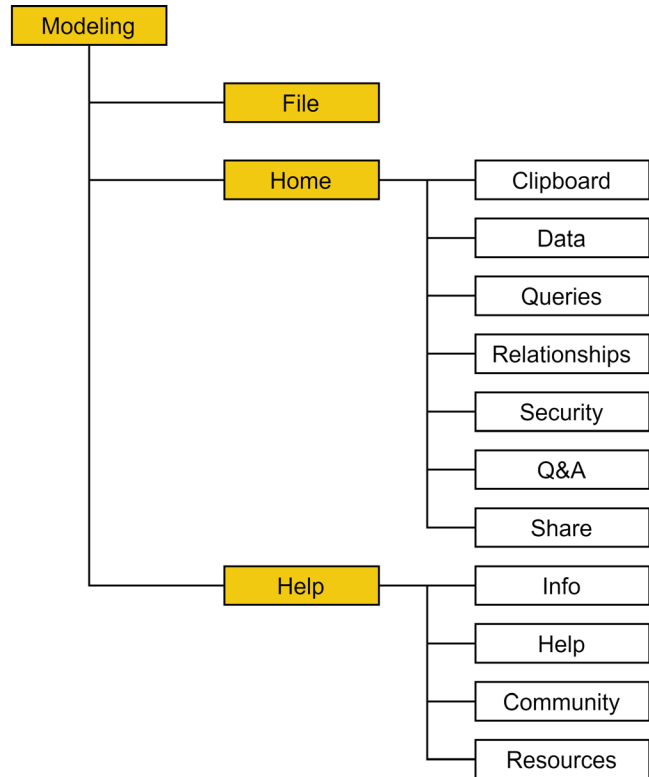 Modeling
File
Home
Clipboard
Data
Queries
Relationships
Security
Q&A
Share
Help
Info
Help
Community
Resources